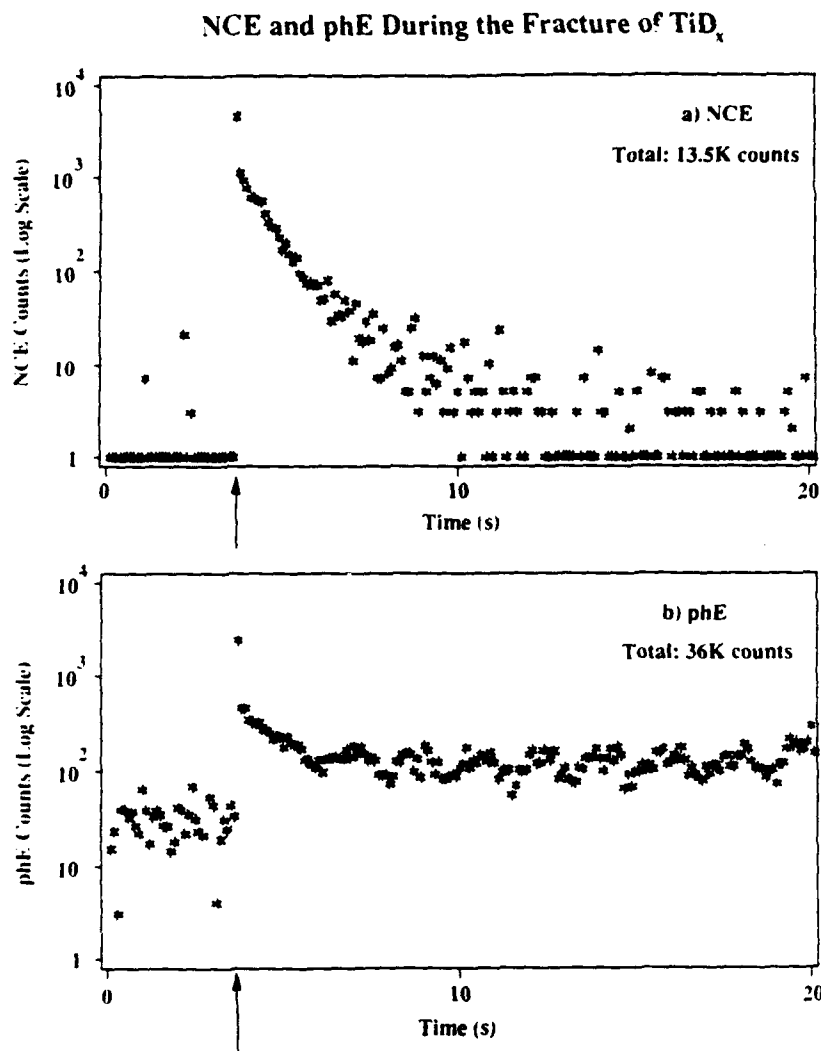 NCE and phE During the Fracture of TiDₓ
10⁴
10³
10²
10
1
NCE Counts (Log Scale)
a) NCE
Total: 13.5K counts
0
10
20
Time (s)
10⁴
10³
10²
10
1
phE Counts (Log Scale)
b) phE
Total: 36K counts
0
10
20
Time (s)